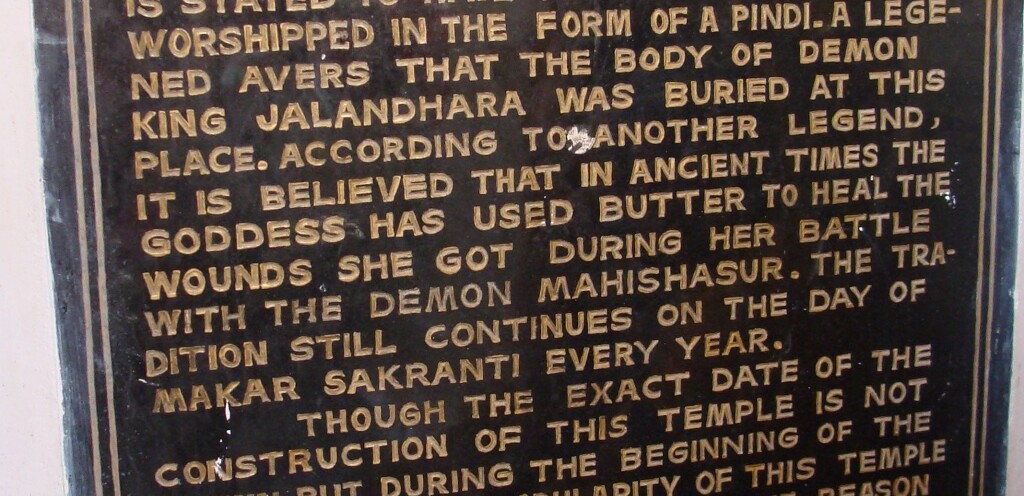 IS STATED TO
WORSHIPPED IN THE FORM OF A PINDI. A LEGE-
NED AVERS THAT THE BODY OF DEMON
KING JALANDHARA WAS BURIED AT THIS
PLACE. ACCORDING TO ANOTHER LEGEND,
IT IS BELIEVED THAT IN ANCIENT TIMES THE
GODDESS HAS USED BUTTER TO HEAL THE
WOUNDS SHE GOT DURING HER BATTLE
WITH THE DEMON MAHISHASUR. THE TRA-
DITION STILL CONTINUES ON THE DAY OF
MAKAR SAKRANTI EVERY YEAR.
THOUGH THE EXACT DATE OF THE
CONSTRUCTION OF THIS TEMPLE IS NOT
BUT DURING THE BEGINNING OF THE
OF THIS TEMPLE
REASON